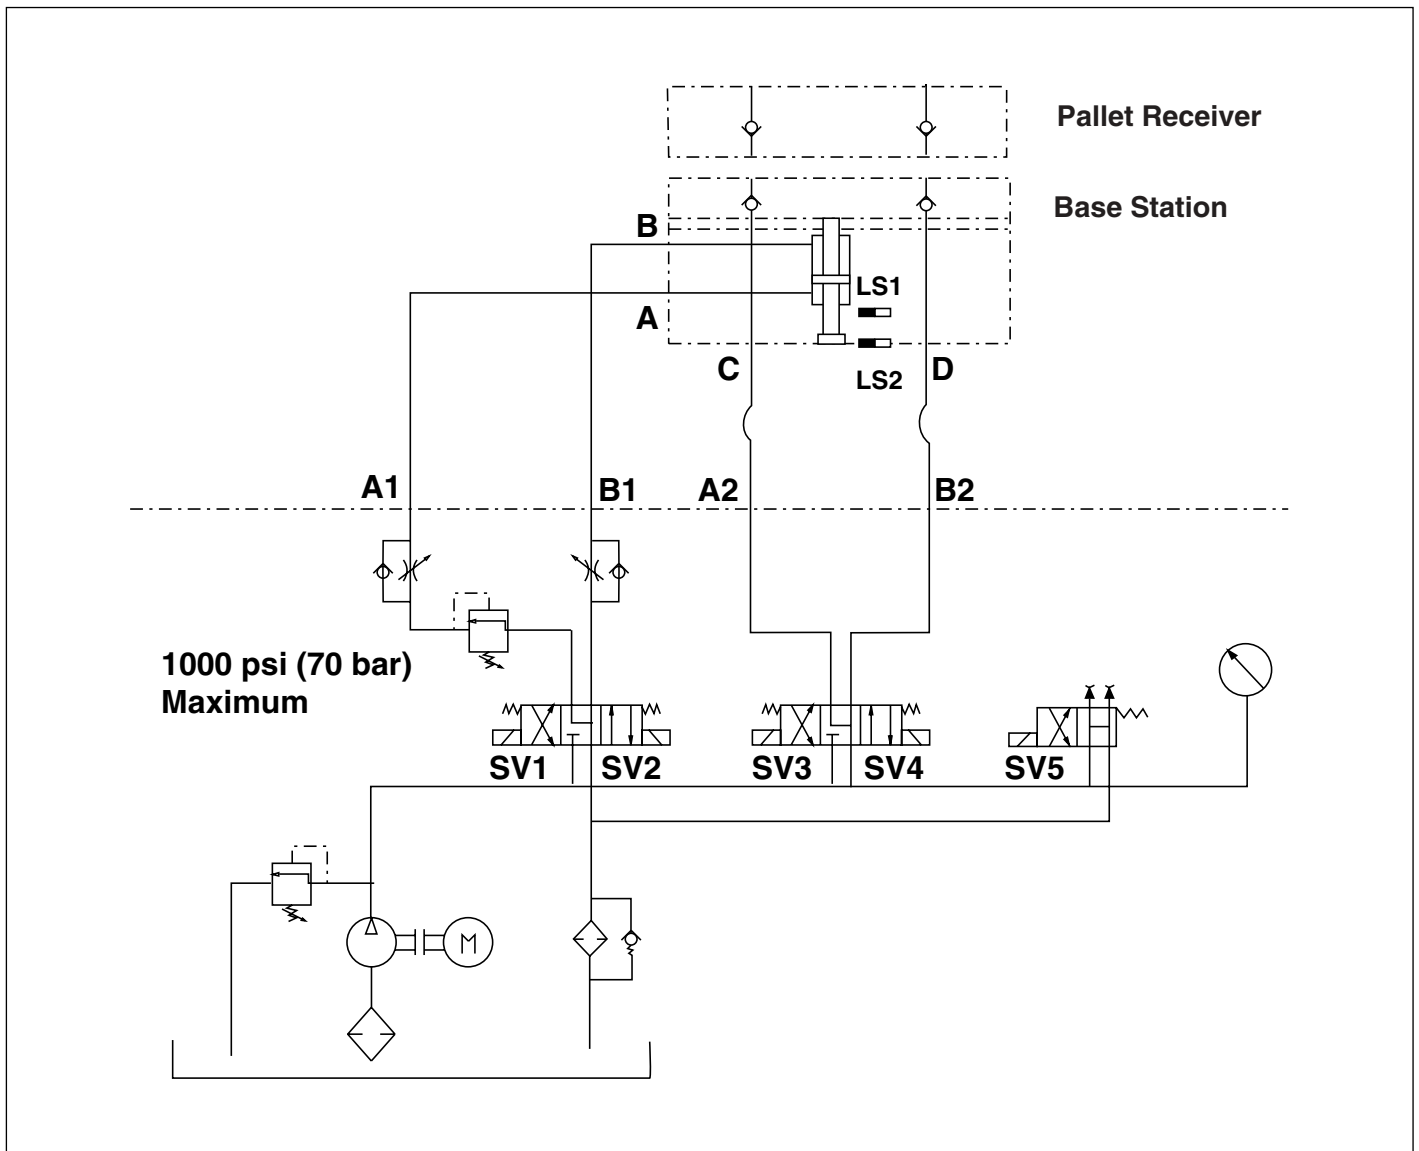 Pallet Receiver
Base Station
B
LS1
A
C
LS2
D
A1
B1
A2
B2
1000 psi (70 bar)
Maximum
SV1
SV2
SV3
SV4
SV5
M